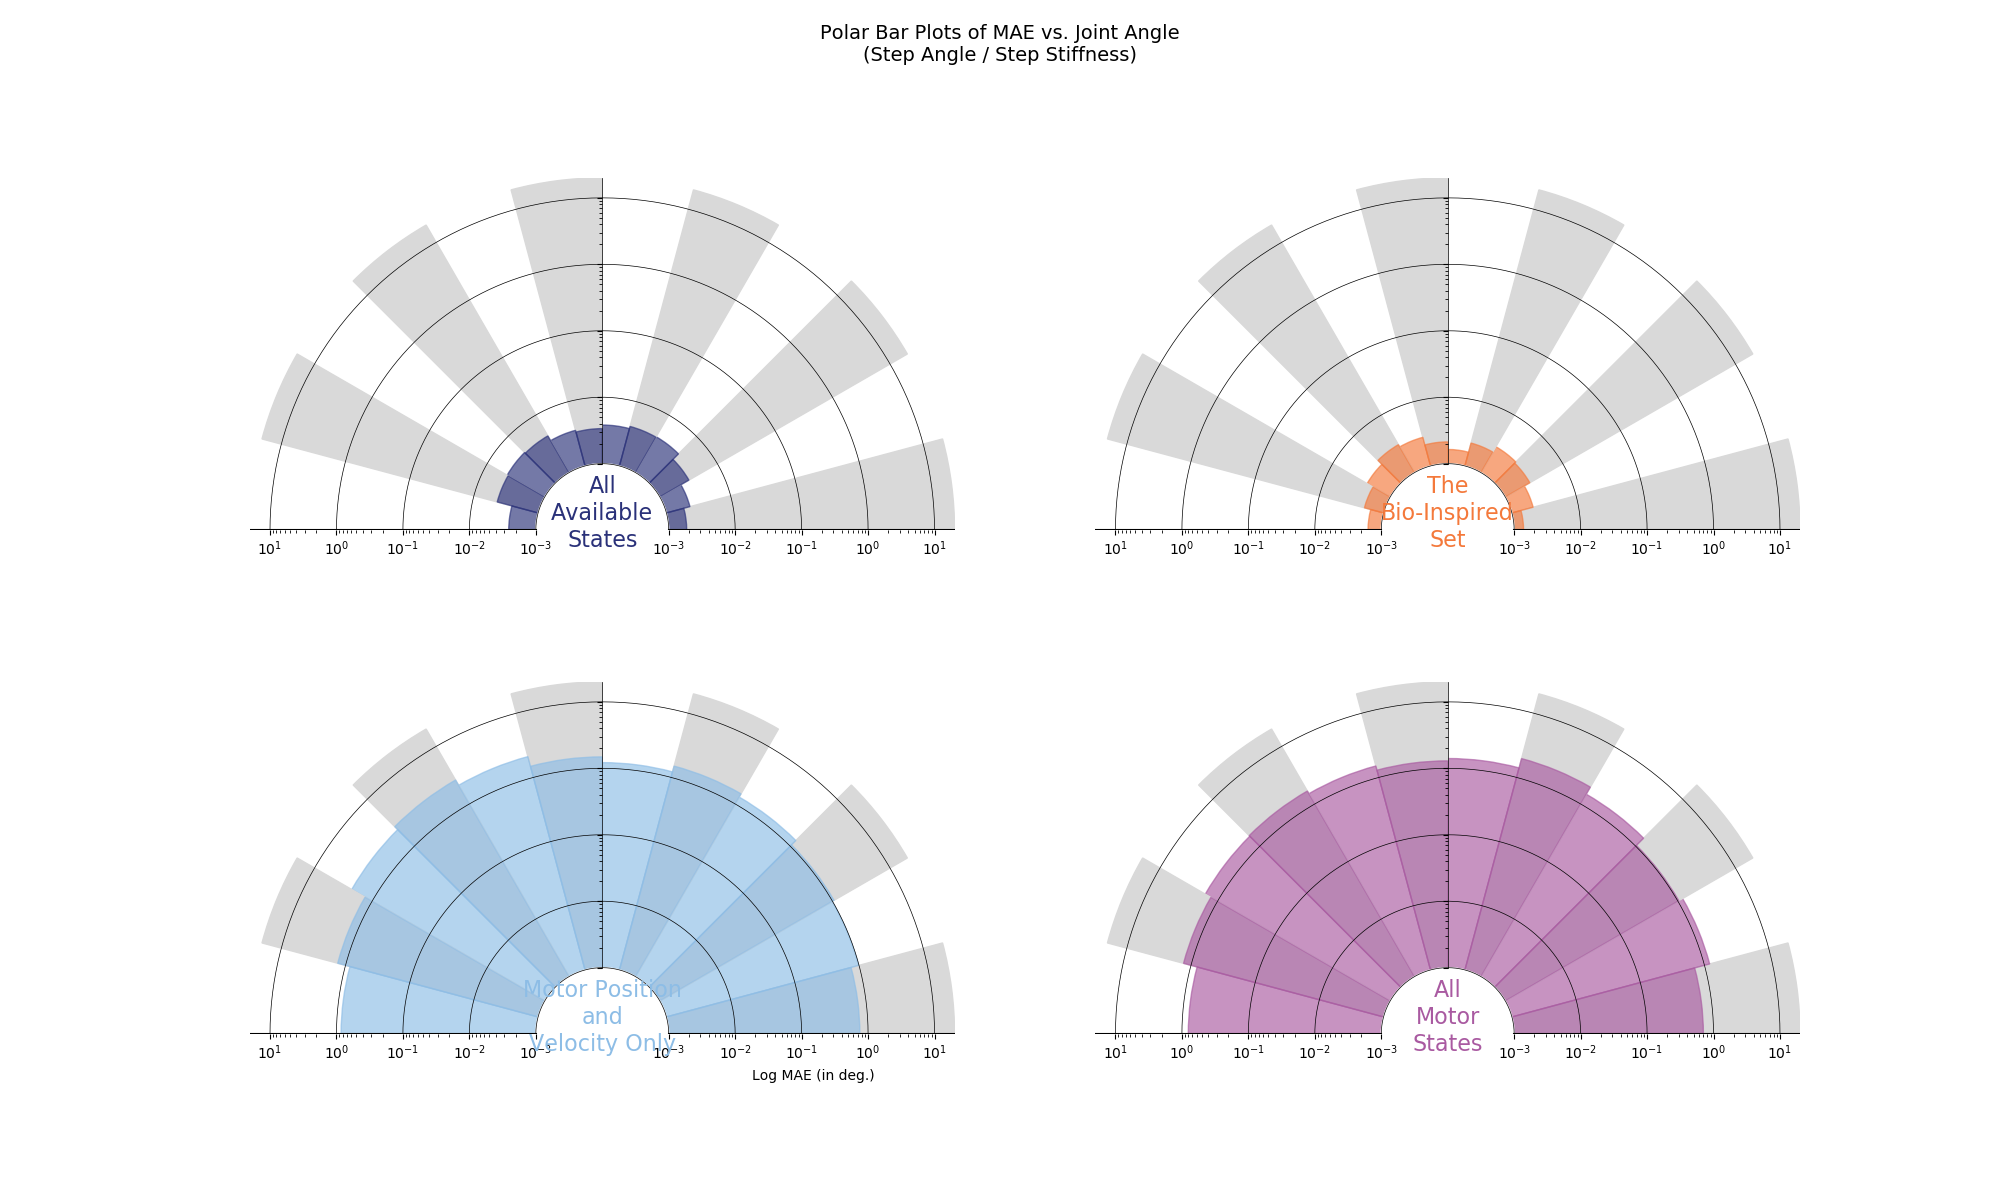 Polar Bar Plots of MAE vs. Joint Angle
(Step Angle / Step Stiffness)
All
Available
States
10¹ 10⁰ 10⁻¹ 10⁻² 10⁻³ 10⁻³ 10⁻² 10⁻¹ 10⁰ 10¹
The
Bio-Inspired
Set
10¹ 10⁰ 10⁻¹ 10⁻² 10⁻³ 10⁻³ 10⁻² 10⁻¹ 10⁰ 10¹
Motor Position
and
Velocity Only
10¹ 10⁰ 10⁻¹ 10⁻² 10⁻³ 10⁻³ 10⁻² 10⁻¹ 10⁰ 10¹
Log MAE (in deg.)
All
Motor
States
10¹ 10⁰ 10⁻¹ 10⁻² 10⁻³ 10⁻³ 10⁻² 10⁻¹ 10⁰ 10¹